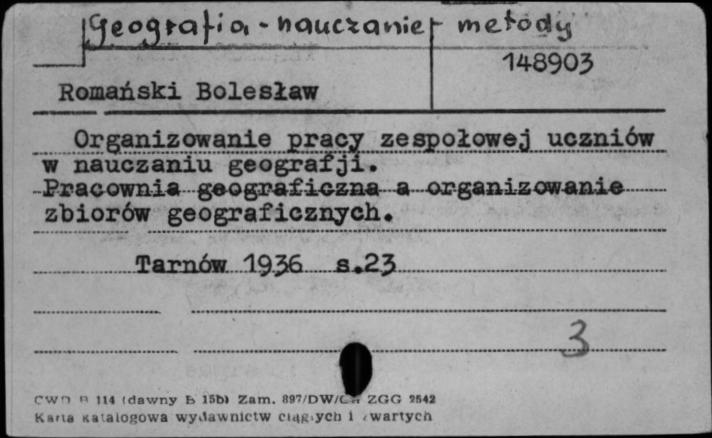 Geografia - nauczanie - metody
148903
Romański Bolesław
Organizowanie pracy zespołowej uczniów
w nauczaniu geografji.
Pracownia geograficzna a organizowanie
zbiorów geograficznych.
Tarnów 1936 s.23
3
114 (dawny B 15b) Zam. 897/DW/ ZGG 2542
Karta katalogowa wydawnictw ciągłych i zwartych